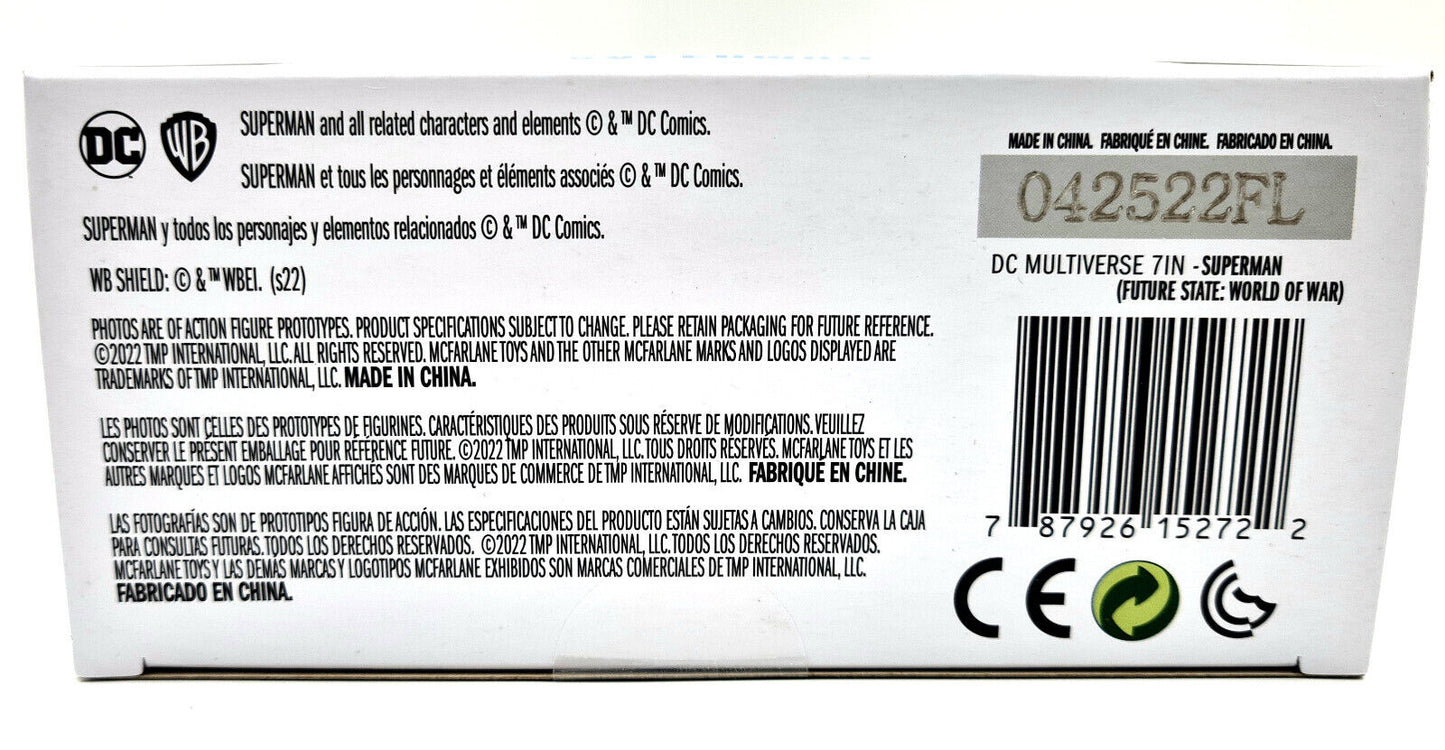 DC WB SUPERMAN and all related characters and elements © & ™ DC Comics.
SUPERMAN et tous les personnages et éléments associés © & ™ DC Comics.
SUPERMAN y todos los personajes y elementos relacionados © & ™ DC Comics.
WB SHIELD: © & ™ WBEI. (s22)
PHOTOS ARE OF ACTION FIGURE PROTOTYPES. PRODUCT SPECIFICATIONS SUBJECT TO CHANGE. PLEASE RETAIN PACKAGING FOR FUTURE REFERENCE.
©2022 TMP INTERNATIONAL, LLC. ALL RIGHTS RESERVED. MCFARLANE TOYS AND THE OTHER MCFARLANE MARKS AND LOGOS DISPLAYED ARE
TRADEMARKS OF TMP INTERNATIONAL, LLC. MADE IN CHINA.
LES PHOTOS SONT CELLES DES PROTOTYPES DE FIGURINES. CARACTÉRISTIQUES DES PRODUITS SOUS RÉSERVE DE MODIFICATIONS. VEUILLEZ
CONSERVER LE PRÉSENT EMBALLAGE POUR RÉFÉRENCE FUTURE. ©2022 TMP INTERNATIONAL, LLC. TOUS DROITS RÉSERVÉS. MCFARLANE TOYS ET LES
AUTRES MARQUES ET LOGOS MCFARLANE AFFICHÉS SONT DES MARQUES DE COMMERCE DE TMP INTERNATIONAL, LLC. FABRIQUÉ EN CHINE.
LAS FOTOGRAFÍAS SON DE PROTOTIPOS FIGURA DE ACCIÓN. LAS ESPECIFICACIONES DEL PRODUCTO ESTÁN SUJETAS A CAMBIOS. CONSERVA LA CAJA
PARA CONSULTAS FUTURAS. TODOS LOS DERECHOS RESERVADOS. ©2022 TMP INTERNATIONAL, LLC. TODOS LOS DERECHOS RESERVADOS.
MCFARLANE TOYS Y LAS DEMÁS MARCAS Y LOGOTIPOS MCFARLANE EXHIBIDOS SON MARCAS COMERCIALES DE TMP INTERNATIONAL, LLC.
FABRICADO EN CHINA.
MADE IN CHINA. FABRIQUÉ EN CHINE. FABRICADO EN CHINA.
042522FL
DC MULTIVERSE 7IN - SUPERMAN
(FUTURE STATE: WORLD OF WAR)
7 87926 15272 2
CE